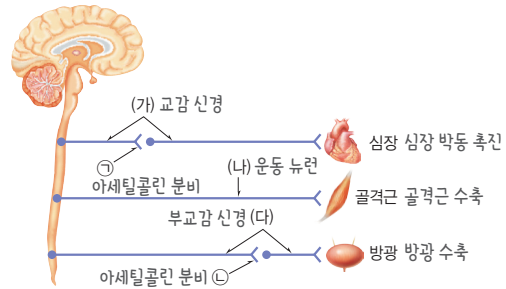 (가) 교감 신경
심장 심장 박동 촉진
㉠
아세틸콜린 분비
(나) 운동 뉴런
골격근 골격근 수축
부교감 신경 (다)
방광 방광 수축
아세틸콜린 분비 ㉡